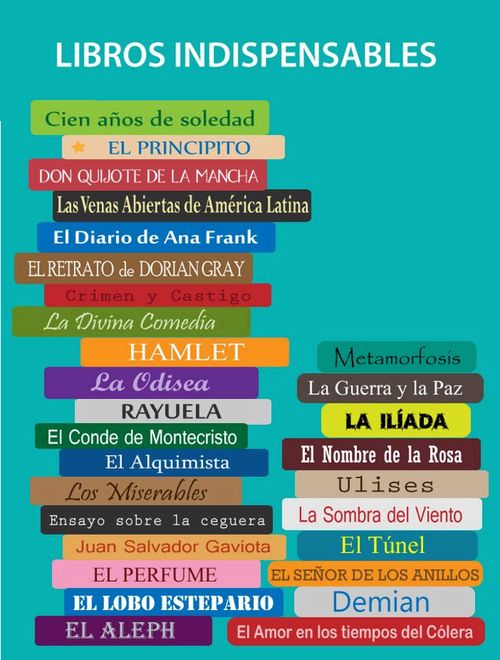 LIBROS INDISPENSABLES
Cien años de soledad
EL PRINCIPITO
DON QUIJOTE DE LA MANCHA
Las Venas Abiertas de América Latina
El Diario de Ana Frank
EL RETRATO de DORIAN GRAY
Crimen y Castigo
La Divina Comedia
HAMLET
La Odisea
RAYUELA
El Conde de Montecristo
El Alquimista
Los Miserables
Ensayo sobre la ceguera
Juan Salvador Gaviota
EL PERFUME
EL LOBO ESTEPARIO
EL ALEPH
Metamorfosis
La Guerra y la Paz
LA ILÍADA
El Nombre de la Rosa
Ulises
La Sombra del Viento
El Túnel
EL SEÑOR DE LOS ANILLOS
Demian
El Amor en los tiempos del Cólera